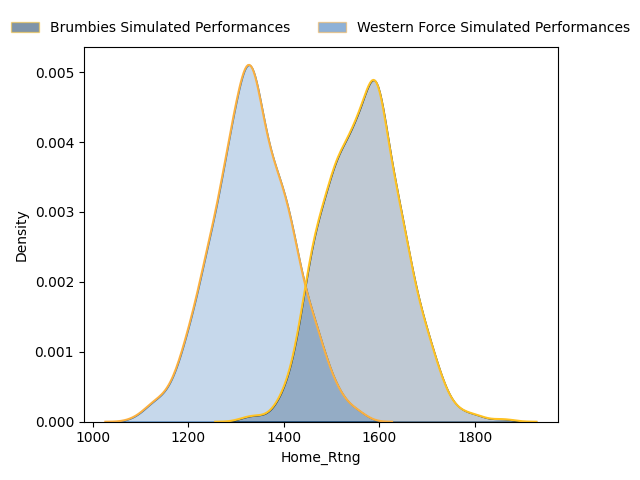 Brumbies Simulated Performances Western Force Simulated Performances
0.005
0.004
0.003
0.002
0.001
0.000
Density
1000 1200 1400 1600 1800
Home_Rtng